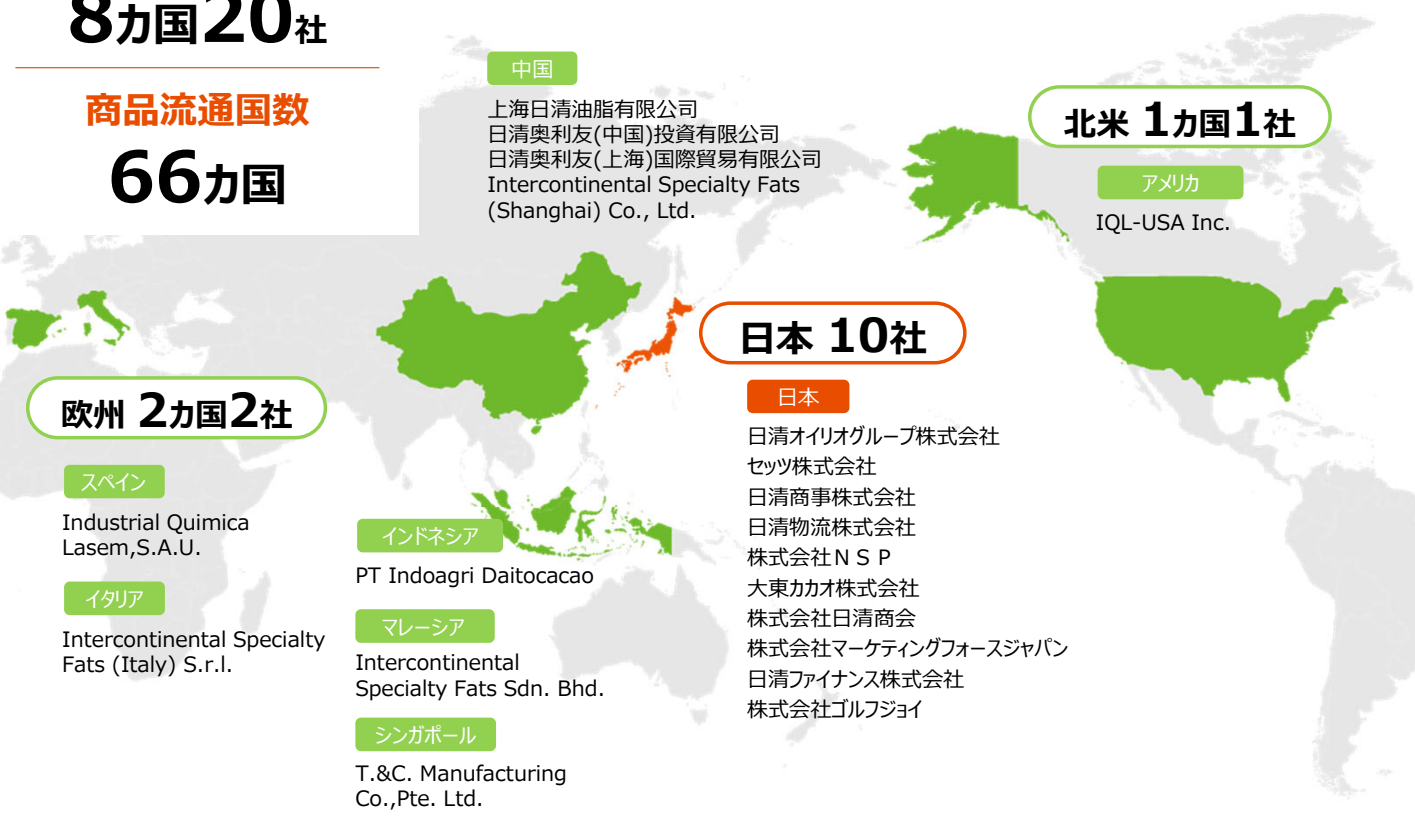 8カ国20社
商品流通国数
66カ国
中国
上海日清油脂有限公司
日清奥利友(中国)投資有限公司
日清奥利友(上海)国際貿易有限公司
Intercontinental Specialty Fats
(Shanghai) Co., Ltd.
北米 1カ国1社
アメリカ
IQL-USA Inc.
日本 10社
日本
日清オイリオグループ株式会社
セッツ株式会社
日清商事株式会社
日清物流株式会社
株式会社ＮＳＰ
大東カカオ株式会社
株式会社日清商会
株式会社マーケティングフォースジャパン
日清ファイナンス株式会社
株式会社ゴルフジョイ
欧州 2カ国2社
スペイン
Industrial Quimica
Lasem,S.A.U.
イタリア
Intercontinental Specialty
Fats (Italy) S.r.l.
インドネシア
PT Indoagri Daitocacao
マレーシア
Intercontinental
Specialty Fats Sdn. Bhd.
シンガポール
T.&C. Manufacturing
Co.,Pte. Ltd.